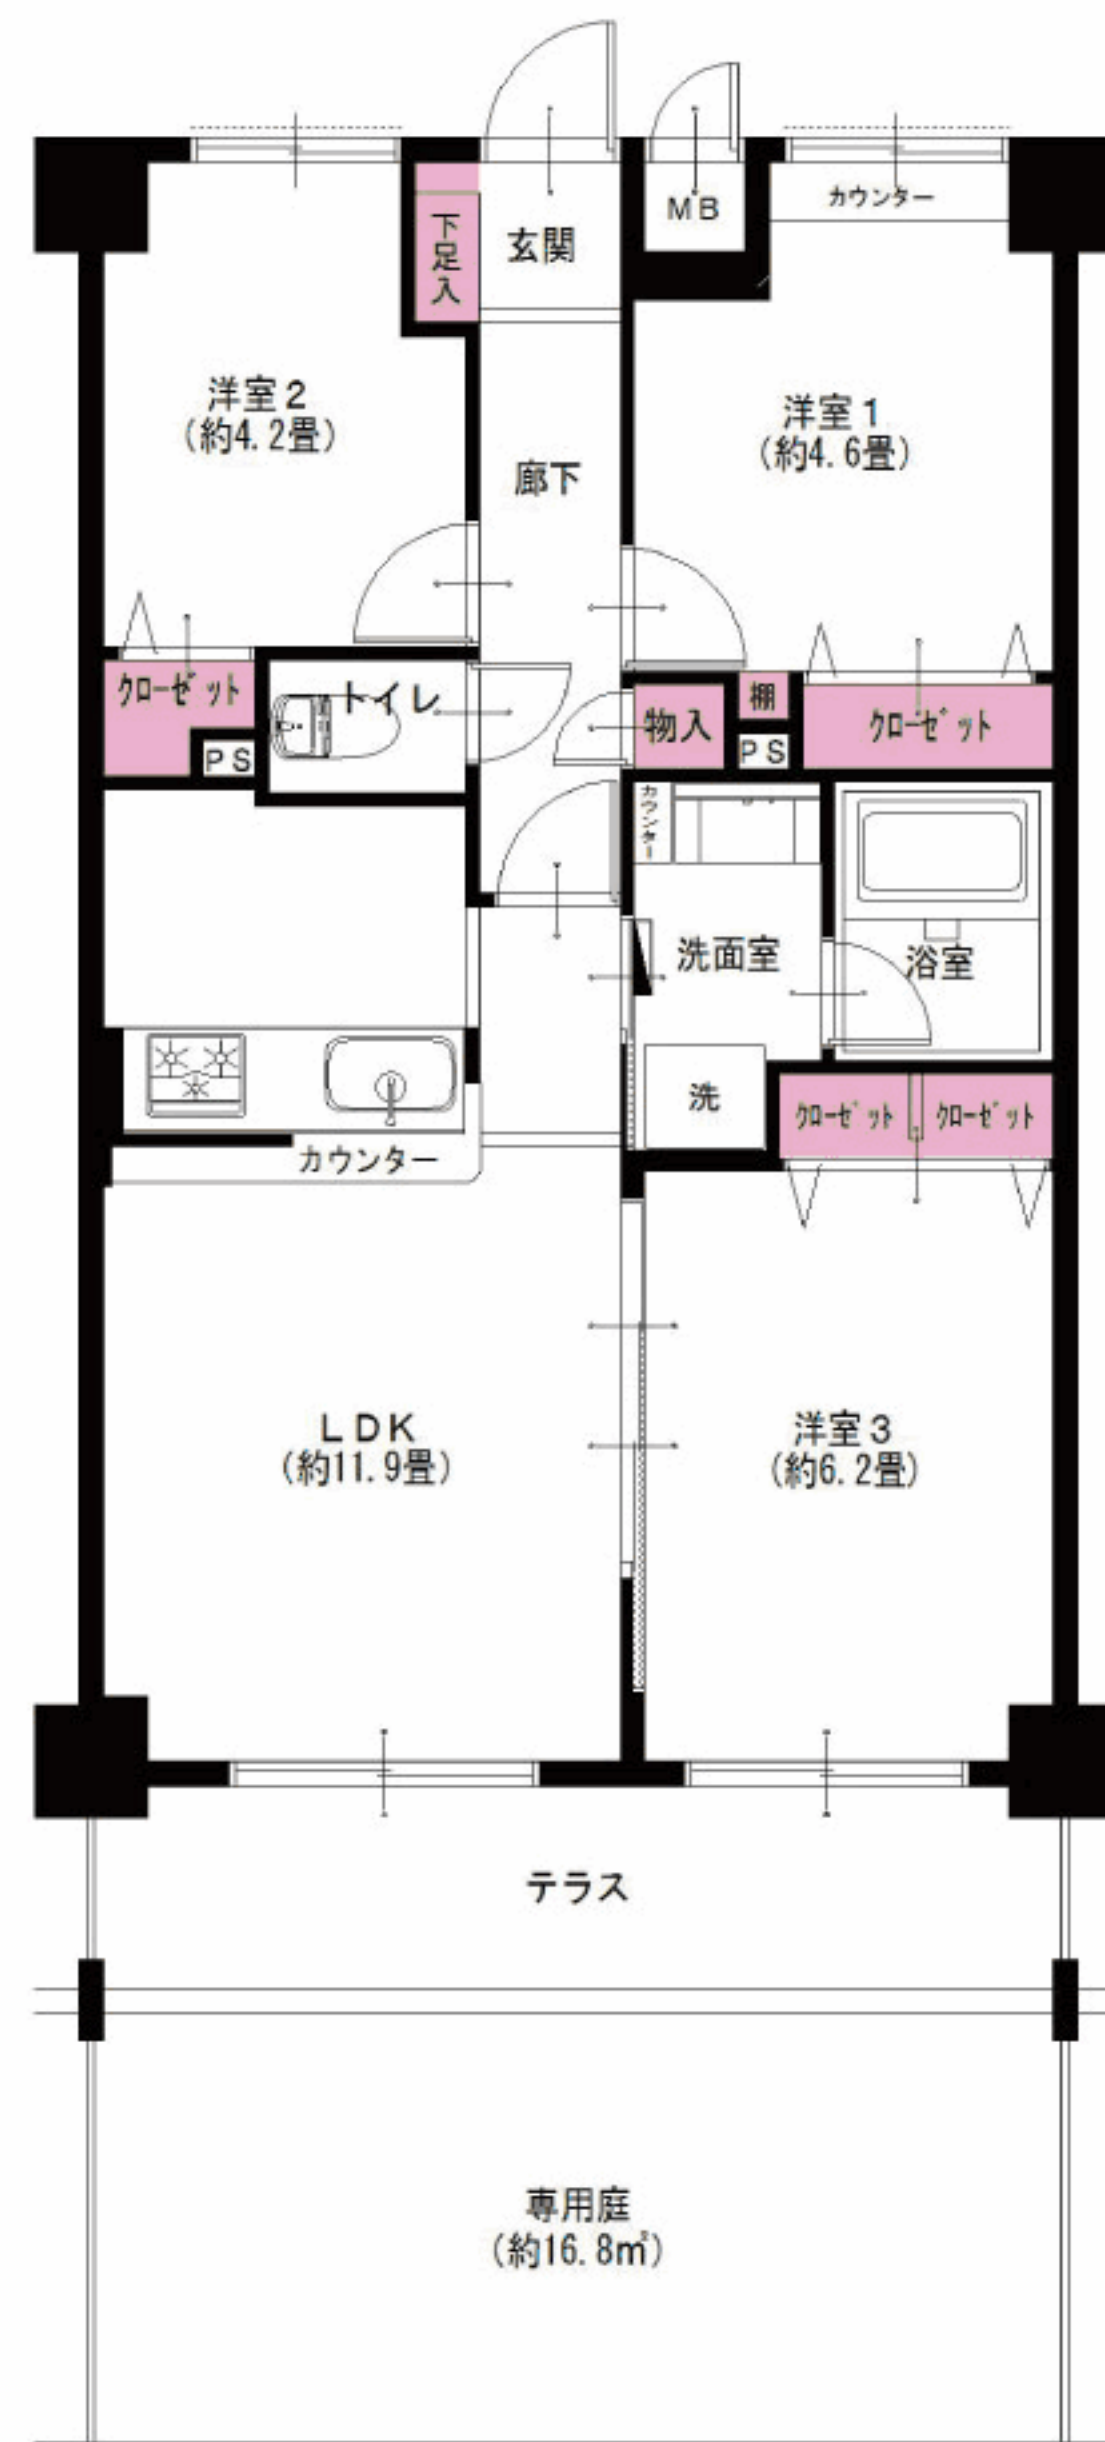 MB
カウンター
下足入
玄関
洋室2
(約4.2畳)
洋室1
(約4.6畳)
廊下
クローゼット
トイレ
物入
棚
クローゼット
PS
PS
カウンター
洗面室
浴室
洗
クローゼット
クローゼット
カウンター
LDK
(約11.9畳)
洋室3
(約6.2畳)
テラス
専用庭
(約16.8㎡)